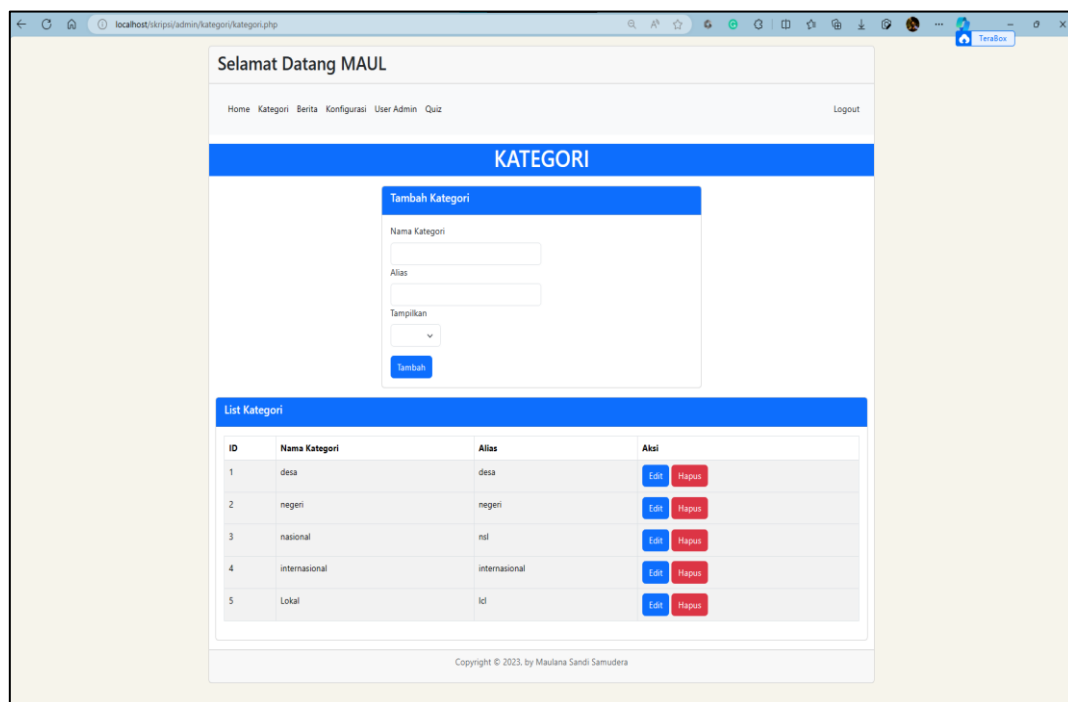 localhost/skripsi/admin/kategori/kategori.php
TeraBox
Selamat Datang MAUL
Home Kategori Berita Konfigurasi User Admin Quiz Logout
KATEGORI
Tambah Kategori
Nama Kategori
Alias
Tampilkan
Tambah
List Kategori
ID Nama Kategori Alias Aksi
1 desa desa Edit Hapus
2 negeri negeri Edit Hapus
3 nasional nsl Edit Hapus
4 internasional internasional Edit Hapus
5 Lokal lcl Edit Hapus
Copyright © 2023, by Maulana Sandi Samudera